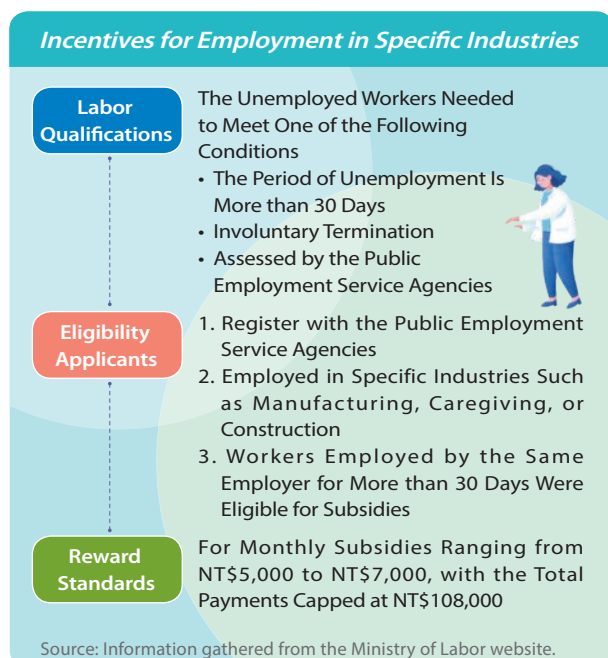 Incentives for Employment in Specific Industries
Labor
Qualifications
The Unemployed Workers Needed
to Meet One of the Following
Conditions
• The Period of Unemployment Is
More than 30 Days
• Involuntary Termination
• Assessed by the Public
Employment Service Agencies
Eligibility
Applicants
1. Register with the Public Employment
Service Agencies
2. Employed in Specific Industries Such
as Manufacturing, Caregiving, or
Construction
3. Workers Employed by the Same
Employer for More than 30 Days Were
Eligible for Subsidies
Reward
Standards
For Monthly Subsidies Ranging from
NT$5,000 to NT$7,000, with the Total
Payments Capped at NT$108,000
Source: Information gathered from the Ministry of Labor website.